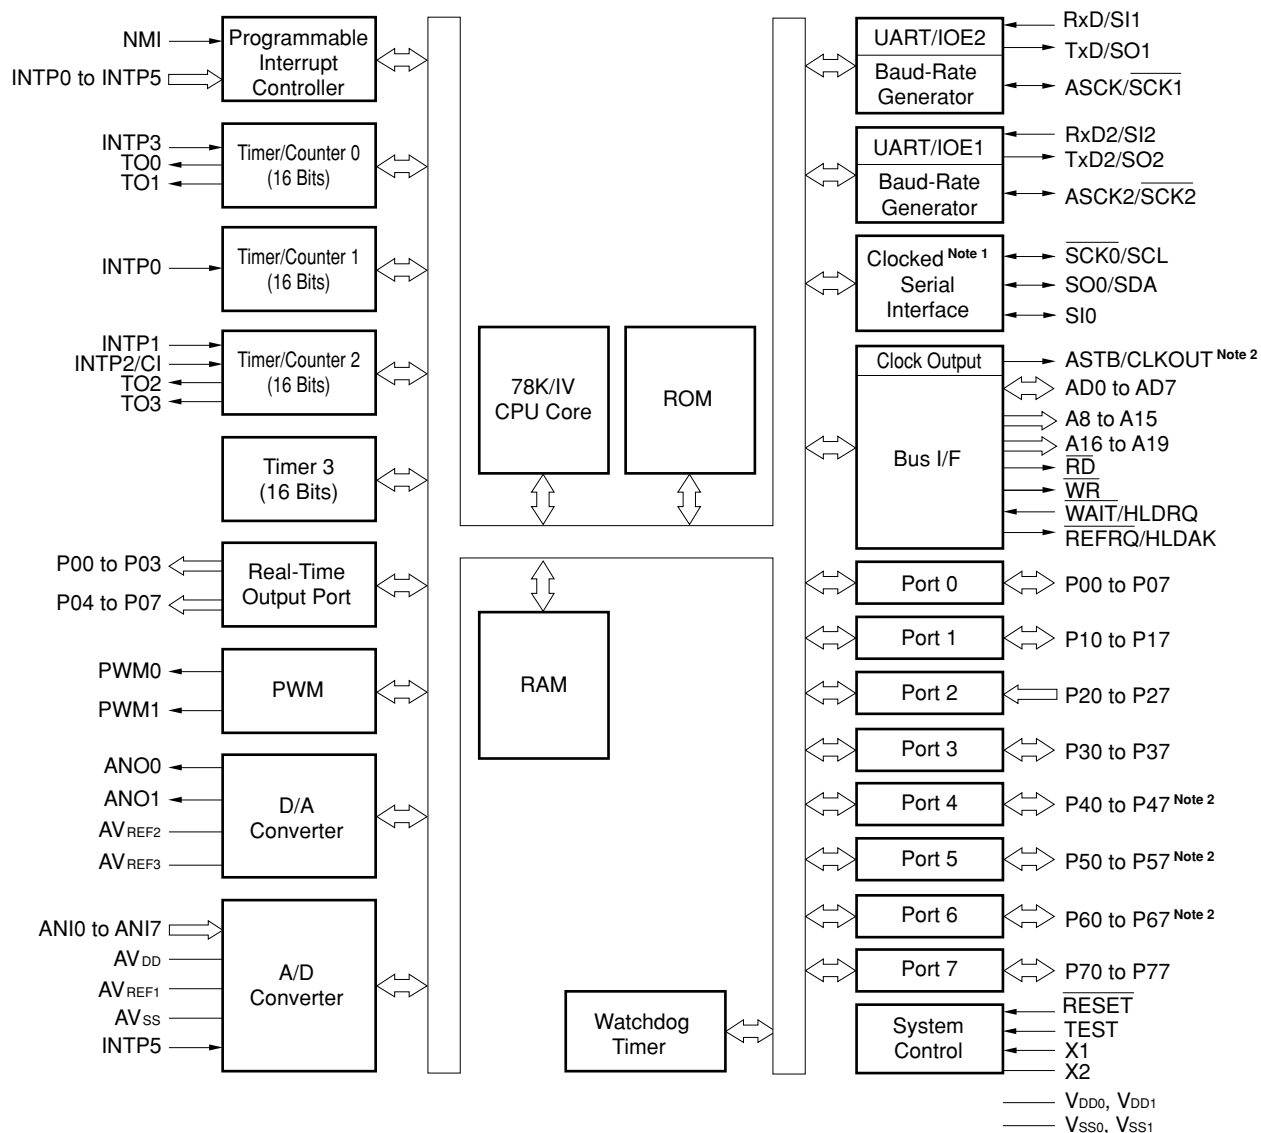 NMI
INTP0 to INTP5
Programmable
Interrupt
Controller
INTP3
TO0
TO1
Timer/Counter 0
(16 Bits)
INTP0
Timer/Counter 1
(16 Bits)
INTP1
INTP2/CI
TO2
TO3
Timer/Counter 2
(16 Bits)
Timer 3
(16 Bits)
P00 to P03
P04 to P07
Real-Time
Output Port
PWM0
PWM1
PWM
ANO0
ANO1
AVREF2
AVREF3
D/A
Converter
ANI0 to ANI7
AVDD
AVREF1
AVSS
INTP5
A/D
Converter
78K/IV
CPU Core
ROM
RAM
Watchdog
Timer
UART/IOE2
Baud-Rate
Generator
RxD/SI1
TxD/SO1
ASCK/SCK1
UART/IOE1
Baud-Rate
Generator
RxD2/SI2
TxD2/SO2
ASCK2/SCK2
Clocked Note 1
Serial
Interface
SCK0/SCL
SO0/SDA
SI0
Clock Output
Bus I/F
ASTB/CLKOUT Note 2
AD0 to AD7
A8 to A15
A16 to A19
RD
WR
WAIT/HLDRQ
REFRQ/HLDAK
Port 0
P00 to P07
Port 1
P10 to P17
Port 2
P20 to P27
Port 3
P30 to P37
Port 4
P40 to P47 Note 2
Port 5
P50 to P57 Note 2
Port 6
P60 to P67 Note 2
Port 7
P70 to P77
System
Control
RESET
TEST
X1
X2
VDD0, VDD1
VSS0, VSS1